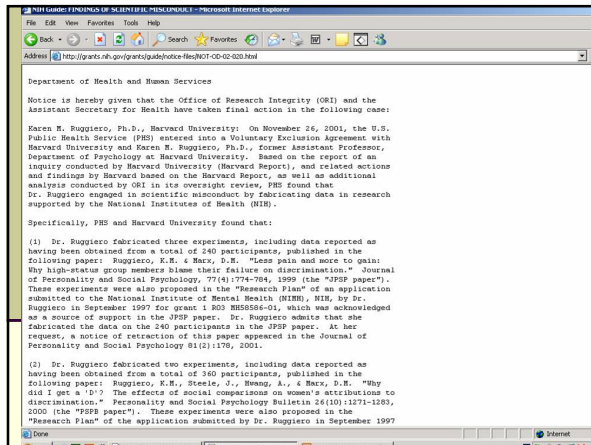 NIH Guide: FINDINGS OF SCIENTIFIC MISCONDUCT - Microsoft Internet Explorer
File Edit View Favorites Tools Help
Back Search Favorites
Address http://grants.nih.gov/grants/guide/notice-files/NOT-OD-02-020.html
Department of Health and Human Services
Notice is hereby given that the Office of Research Integrity (ORI) and the
Assistant Secretary for Health have taken final action in the following case:
Karen M. Ruggiero, Ph.D., Harvard University: On November 26, 2001, the U.S.
Public Health Service (PHS) entered into a Voluntary Exclusion Agreement with
Harvard University and Karen M. Ruggiero, Ph.D., former Assistant Professor,
Department of Psychology at Harvard University. Based on the report of an
inquiry conducted by Harvard University (Harvard Report), and related actions
and findings by Harvard based on the Harvard Report, as well as additional
analysis conducted by ORI in its oversight review, PHS found that
Dr. Ruggiero engaged in scientific misconduct by fabricating data in research
supported by the National Institutes of Health (NIH).
Specifically, PHS and Harvard University found that:
(1) Dr. Ruggiero fabricated three experiments, including data reported as
having been obtained from a total of 240 participants, published in the
following paper: Ruggiero, K.M. & Marx, D.M. "Less pain and more to gain:
Why high-status group members blame their failure on discrimination." Journal
of Personality and Social Psychology, 77(4):774-784, 1999 (the "JPSP paper").
These experiments were also proposed in the "Research Plan" of an application
submitted to the National Institute of Mental Health (NIMH), NIH, by Dr.
Ruggiero in September 1997 for grant 1 R03 MH58586-01, which was acknowledged
as a source of support in the JPSP paper. Dr. Ruggiero admits that she
fabricated the data on the 240 participants in the JPSP paper. At her
request, a notice of retraction of this paper appeared in the Journal of
Personality and Social Psychology 81(2):178, 2001.
(2) Dr. Ruggiero fabricated two experiments, including data reported as
having been obtained from a total of 360 participants, published in the
following paper: Ruggiero, K.M., Steele, J., Hwang, A., & Marx, D.M. "Why
did I get a 'D'? The effects of social comparisons on women's attributions to
discrimination." Personality and Social Psychology Bulletin 26(10):1271-1283,
2000 (the "PSPB paper"). These experiments were also proposed in the
"Research Plan" of the application submitted by Dr. Ruggiero in September 1997
Done Internet